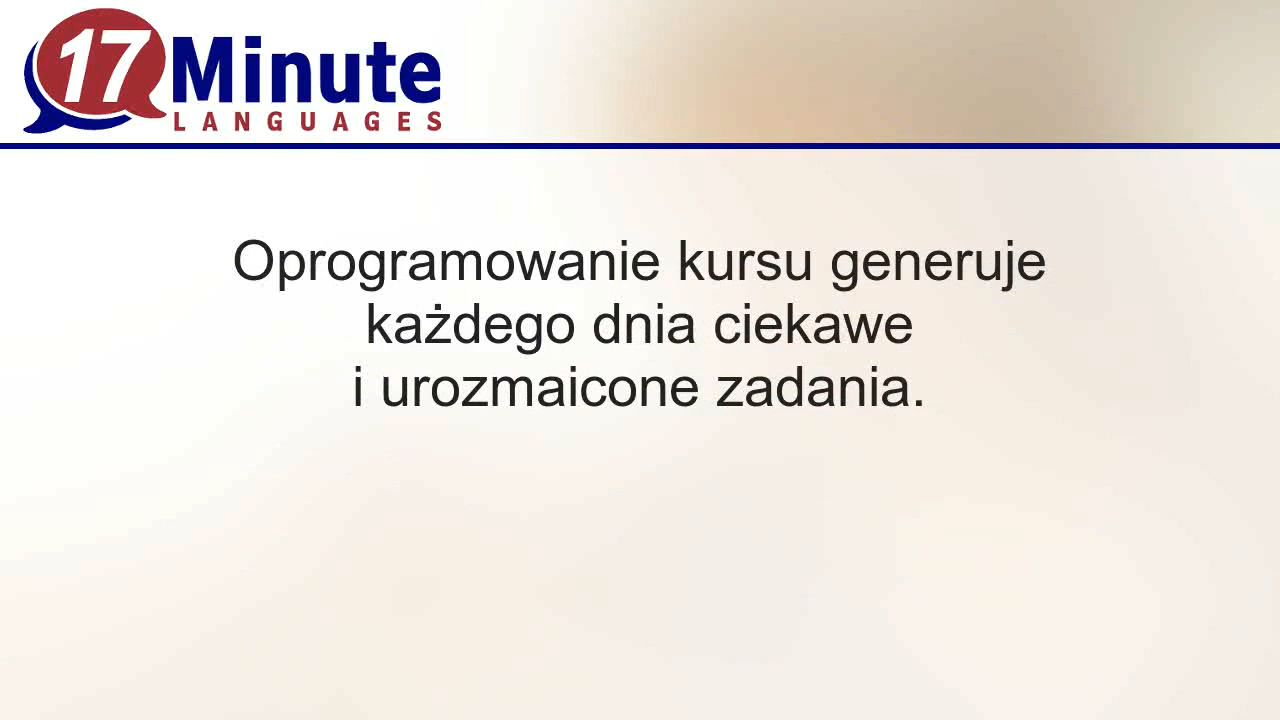 17 Minute
LANGUAGES
Oprogramowanie kursu generuje
każdego dnia ciekawe
i urozmaicone zadania.